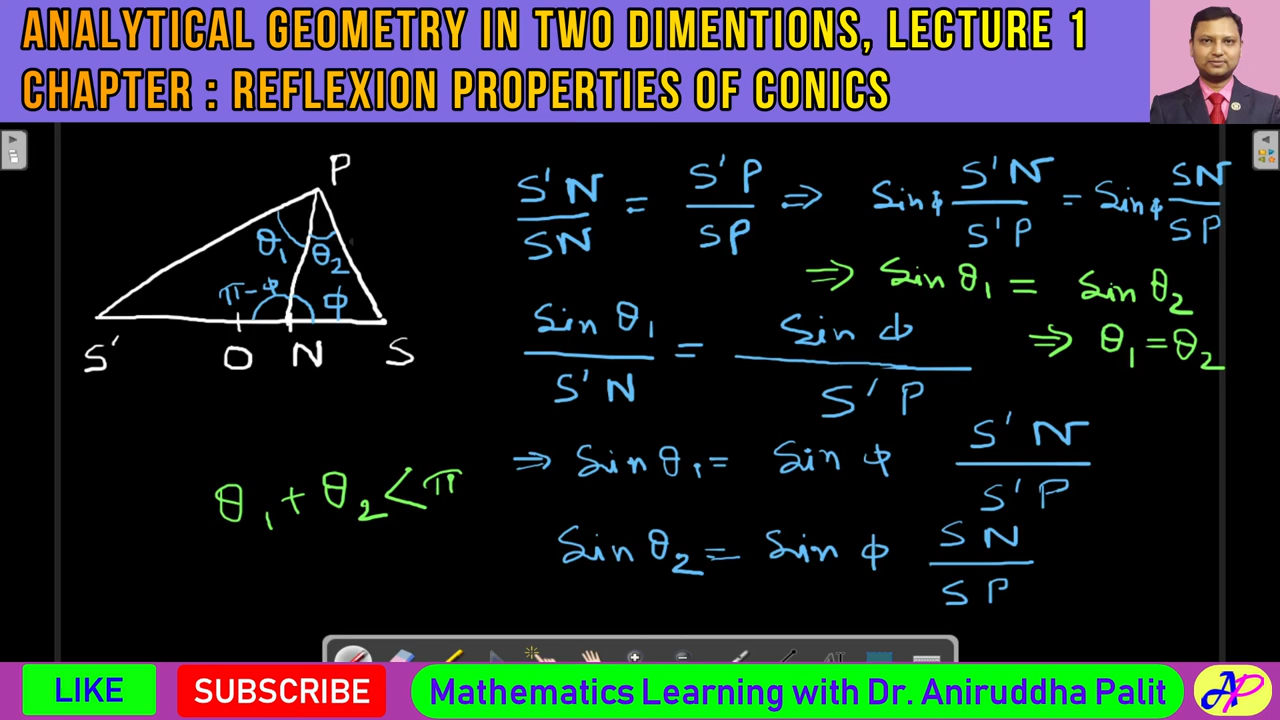 ANALYTICAL GEOMETRY IN TWO DIMENTIONS, LECTURE 1
CHAPTER : REFLEXION PROPERTIES OF CONICS
P
θ₁ θ₂
π-φ φ
S' O N S
θ₁ + θ₂ < π
S'N/SN = S'P/SP ⇒ Sinφ S'N/S'P = Sinφ SN/SP
⇒ Sin θ₁ = Sin θ₂
⇒ θ₁ = θ₂
Sin θ₁/S'N = Sin φ/S'P
⇒ Sin θ₁ = Sin φ S'N/S'P
Sin θ₂ = Sin φ SN/SP
LIKE SUBSCRIBE Mathematics Learning with Dr. Aniruddha Palit AP